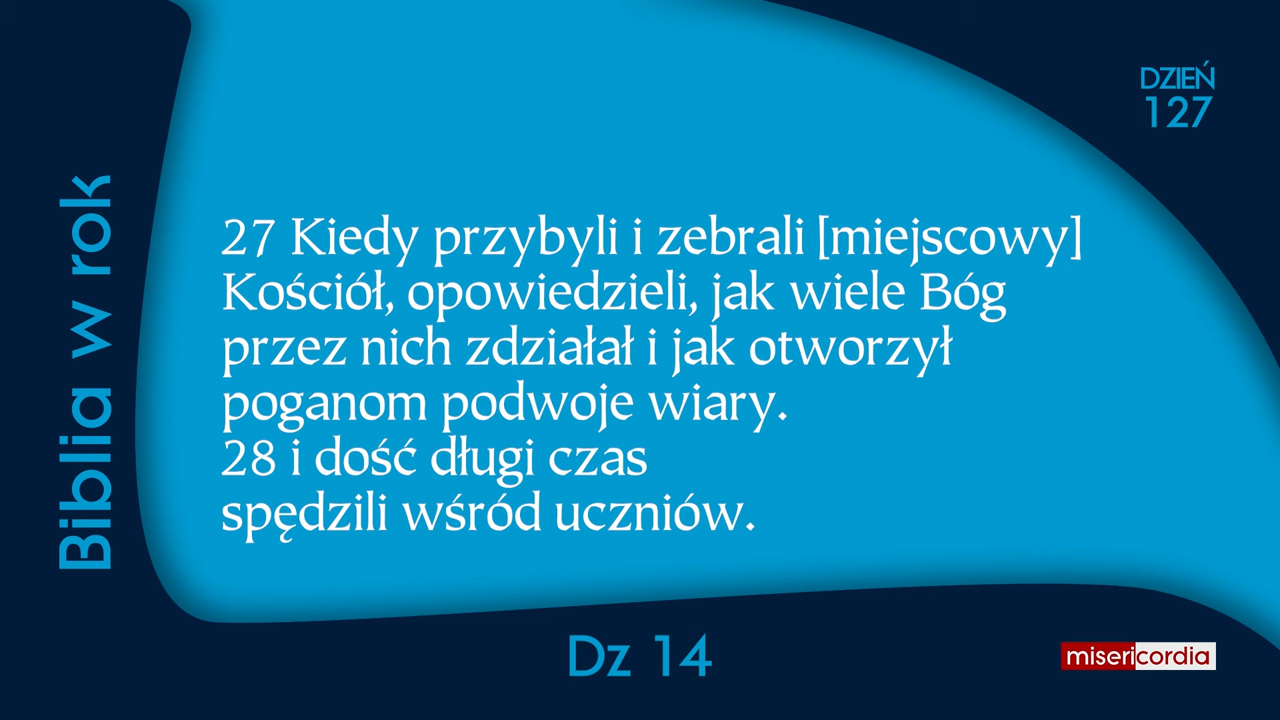 DZIEŃ
127
Biblia w rok
27 Kiedy przybyli i zebrali [miejscowy]
Kościół, opowiedzieli, jak wiele Bóg
przez nich zdziałał i jak otworzył
poganom podwoje wiary.
28 i dość długi czas
spędzili wśród uczniów.
Dz 14
misericordia